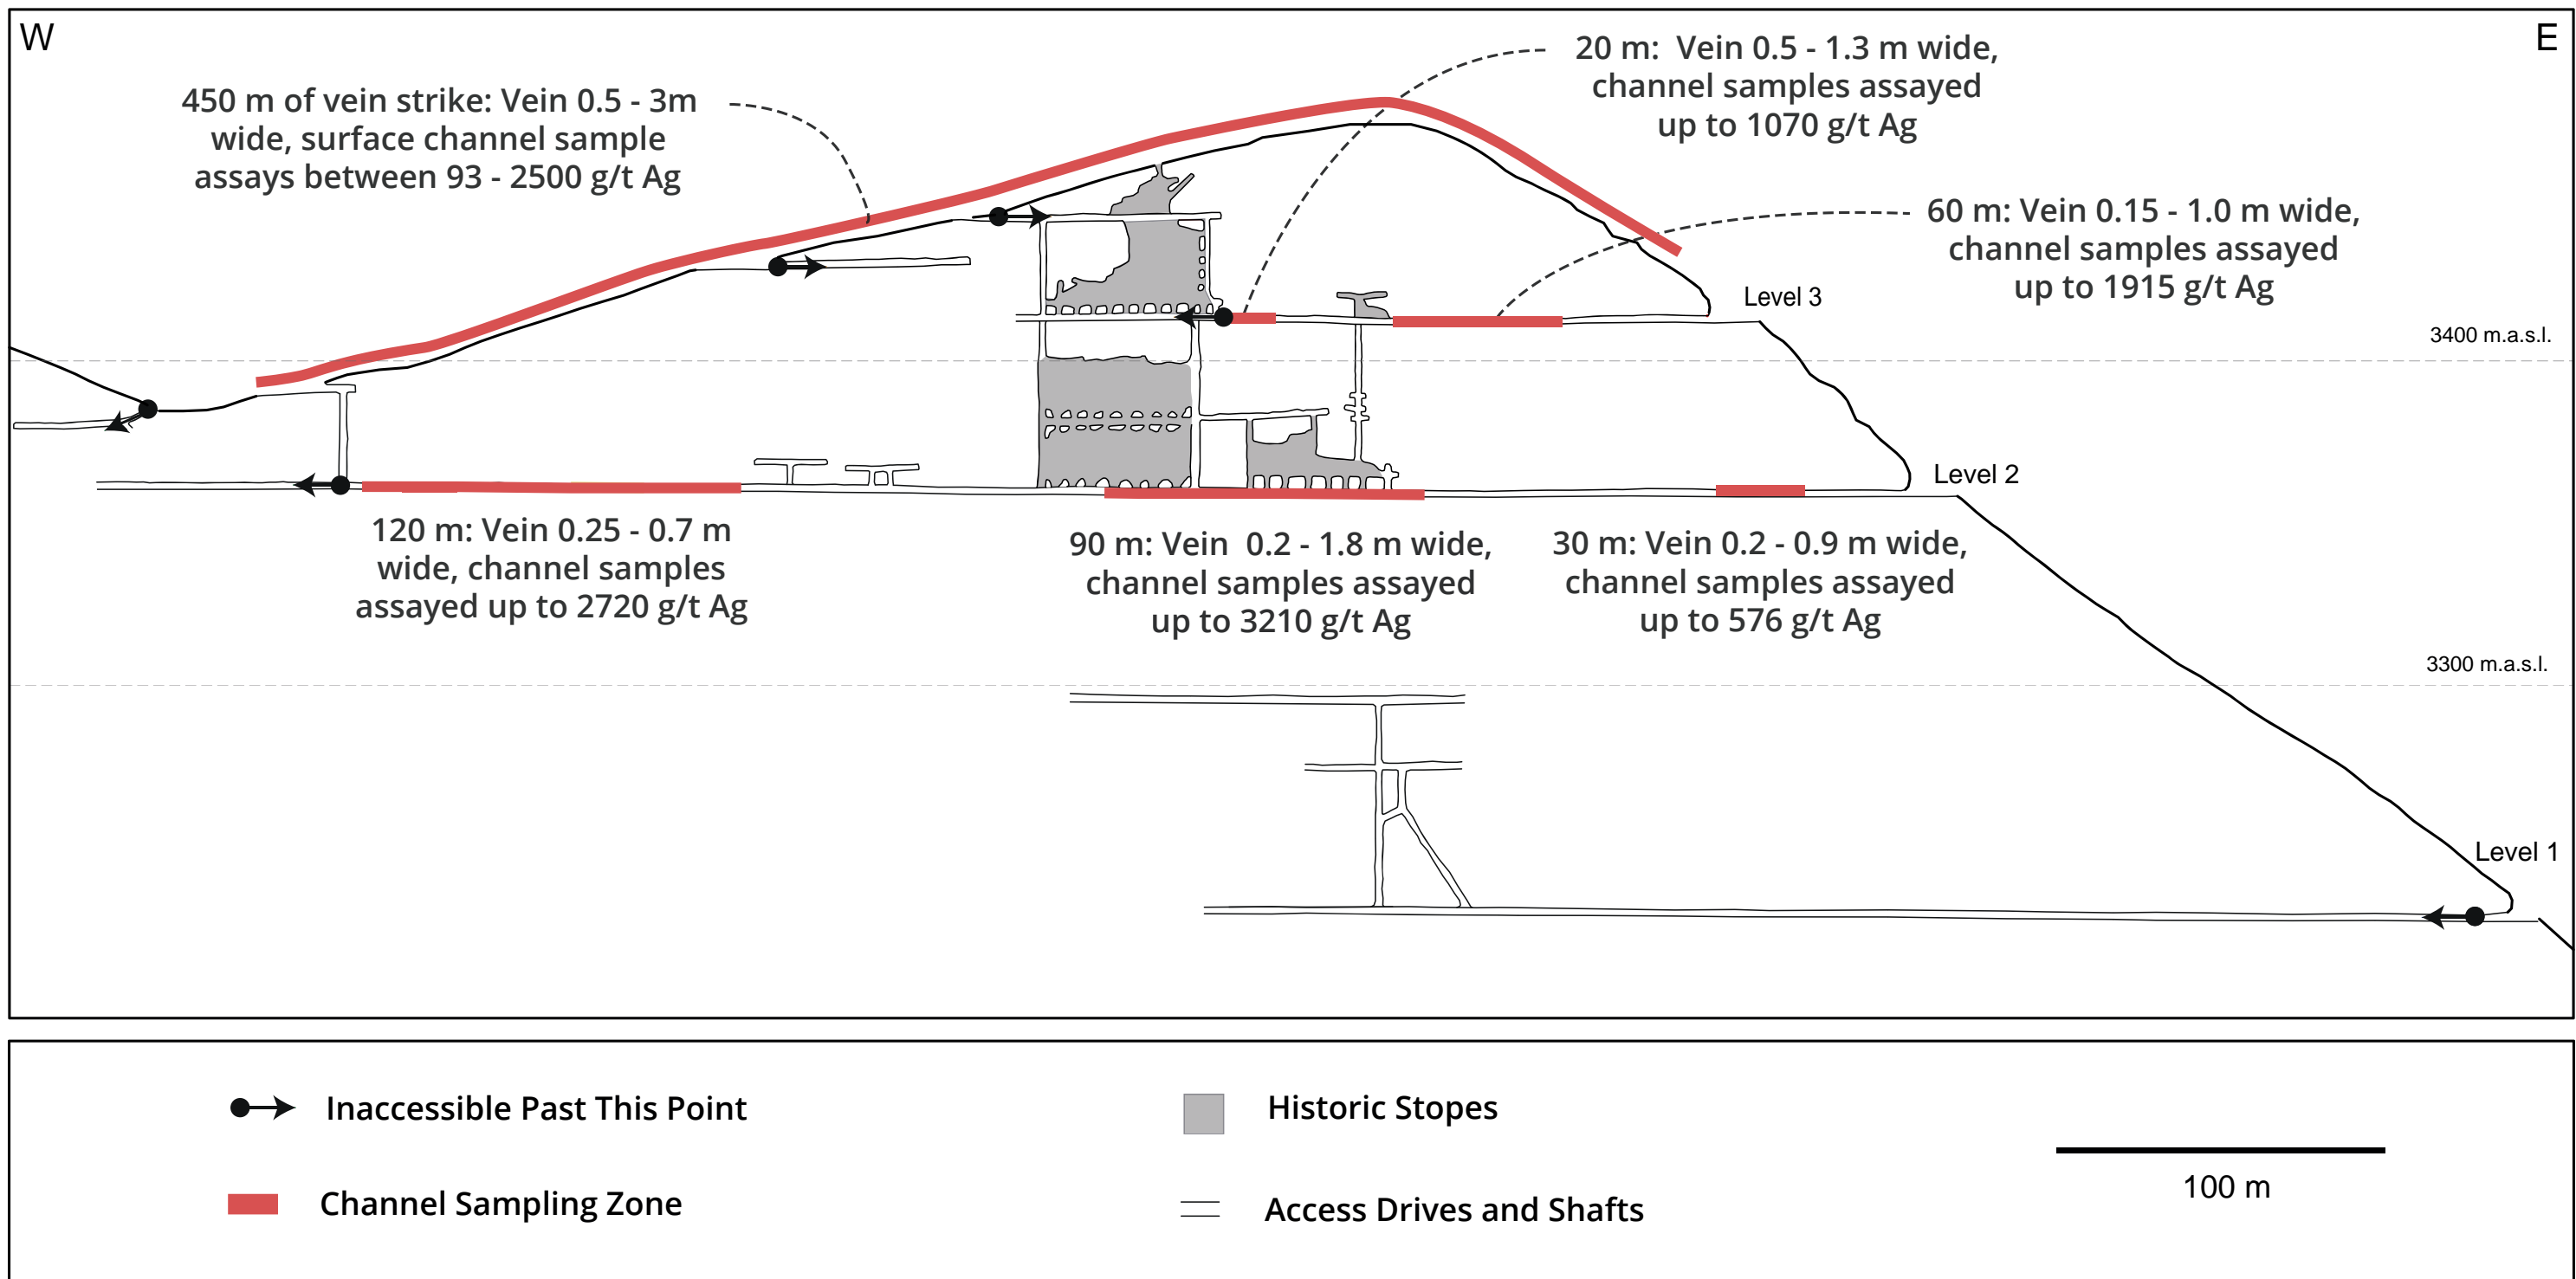 W
E
450 m of vein strike: Vein 0.5 - 3m
wide, surface channel sample
assays between 93 - 2500 g/t Ag
20 m:  Vein 0.5 - 1.3 m wide,
channel samples assayed
up to 1070 g/t Ag
60 m: Vein 0.15 - 1.0 m wide,
channel samples assayed
up to 1915 g/t Ag
Level 3
3400 m.a.s.l.
Level 2
120 m: Vein 0.25 - 0.7 m
wide, channel samples
assayed up to 2720 g/t Ag
90 m: Vein  0.2 - 1.8 m wide,
channel samples assayed
up to 3210 g/t Ag
30 m: Vein 0.2 - 0.9 m wide,
channel samples assayed
up to 576 g/t Ag
3300 m.a.s.l.
Level 1
Inaccessible Past This Point
Historic Stopes
Channel Sampling Zone
Access Drives and Shafts
100 m